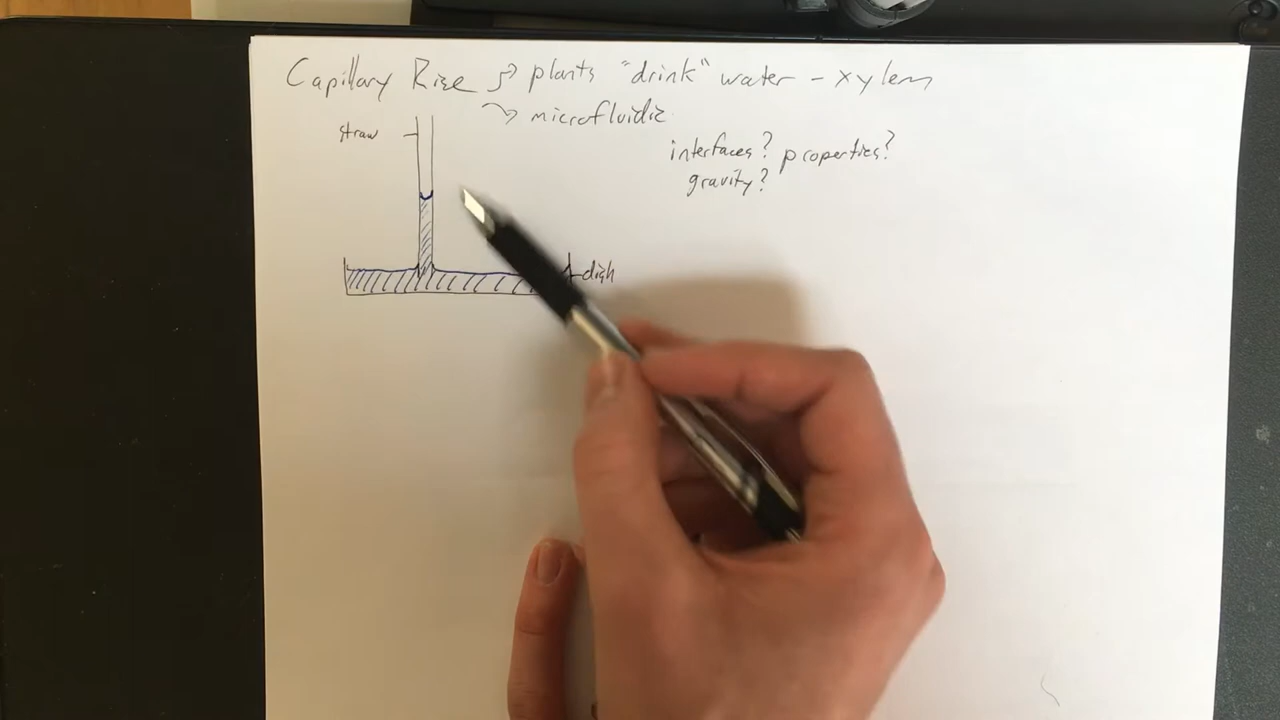 Capillary Rise → plants "drink" water - xylem
→ microfluidic
straw
interfaces? properties?
gravity?
dish